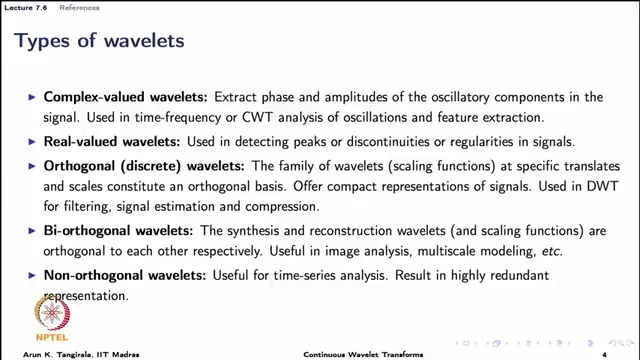 Lecture 7.6 References
Types of wavelets
Complex-valued wavelets: Extract phase and amplitudes of the oscillatory components in the
signal. Used in time-frequency or CWT analysis of oscillations and feature extraction.
Real-valued wavelets: Used in detecting peaks or discontinuities or regularities in signals.
Orthogonal (discrete) wavelets: The family of wavelets (scaling functions) at specific translates
and scales constitute an orthogonal basis. Offer compact representations of signals. Used in DWT
for filtering, signal estimation and compression.
Bi-orthogonal wavelets: The synthesis and reconstruction wavelets (and scaling functions) are
orthogonal to each other respectively. Useful in image analysis, multiscale modeling, etc.
Non-orthogonal wavelets: Useful for time-series analysis. Result in highly redundant
representation.
NPTEL
Arun K. Tangirala, IIT Madras Continuous Wavelet Transforms 4